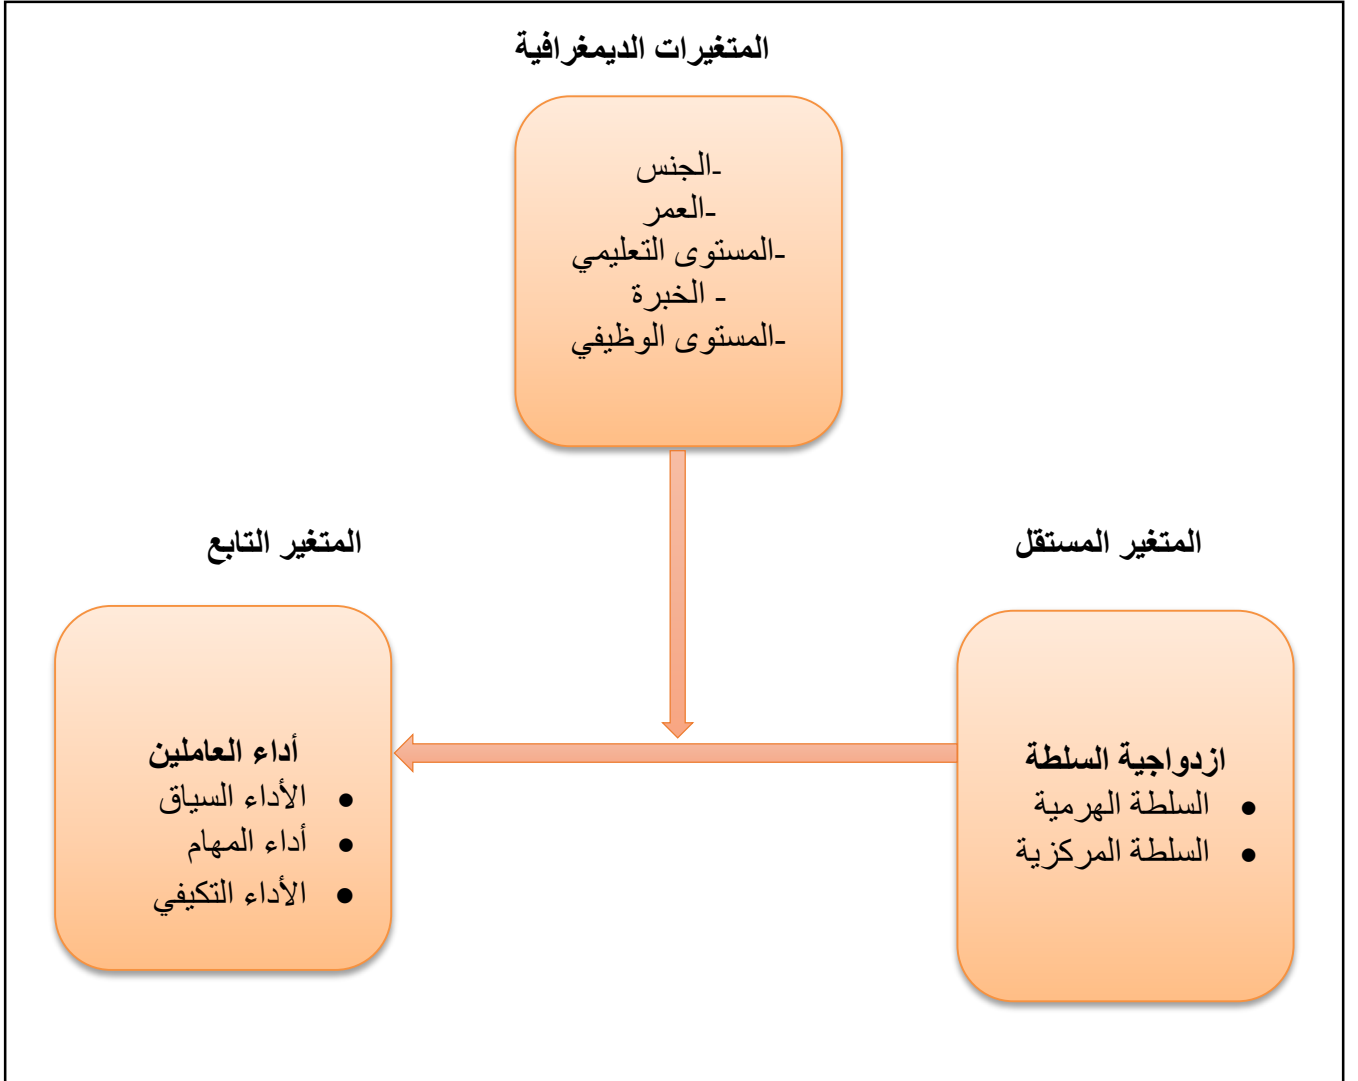 المتغيرات الديمغرافية
-الجنس
-العمر
-المستوى التعليمي
- الخبرة
-المستوى الوظيفي
المتغير المستقل
المتغير التابع
ازدواجية السلطة
• السلطة الهرمية
• السلطة المركزية
أداء العاملين
• الأداء السياق
• أداء المهام
• الأداء التكيفي